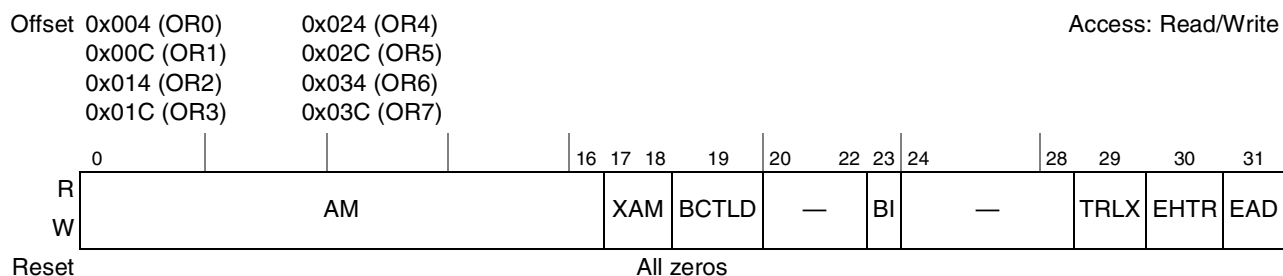 Offset 0x004 (OR0) 0x024 (OR4) Access: Read/Write
0x00C (OR1) 0x02C (OR5)
0x014 (OR2) 0x034 (OR6)
0x01C (OR3) 0x03C (OR7)
0 16 17 18 19 20 22 23 24 28 29 30 31
R
AM XAM BCTLD — BI — TRLX EHTR EAD
W
Reset All zeros